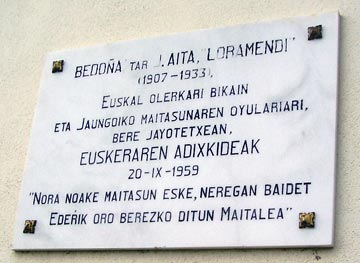 BEDOÑA TAR J. AITA, "LORAMENDI"
(1907-1933),
EUSKAL OLERKARI BIKAIN
ETA JAUNGOIKO MAITASUNAREN OYULARIARI,
BERE JAYOTETXEAN,
EUSKERAREN ADIXKIDEAK
20-IX-1959
"NORA NOAKE MAITASUN ESKE, NEREGAN BAIDET
EDEŔIK ORO BEREZKO DITUN MAITALEA"